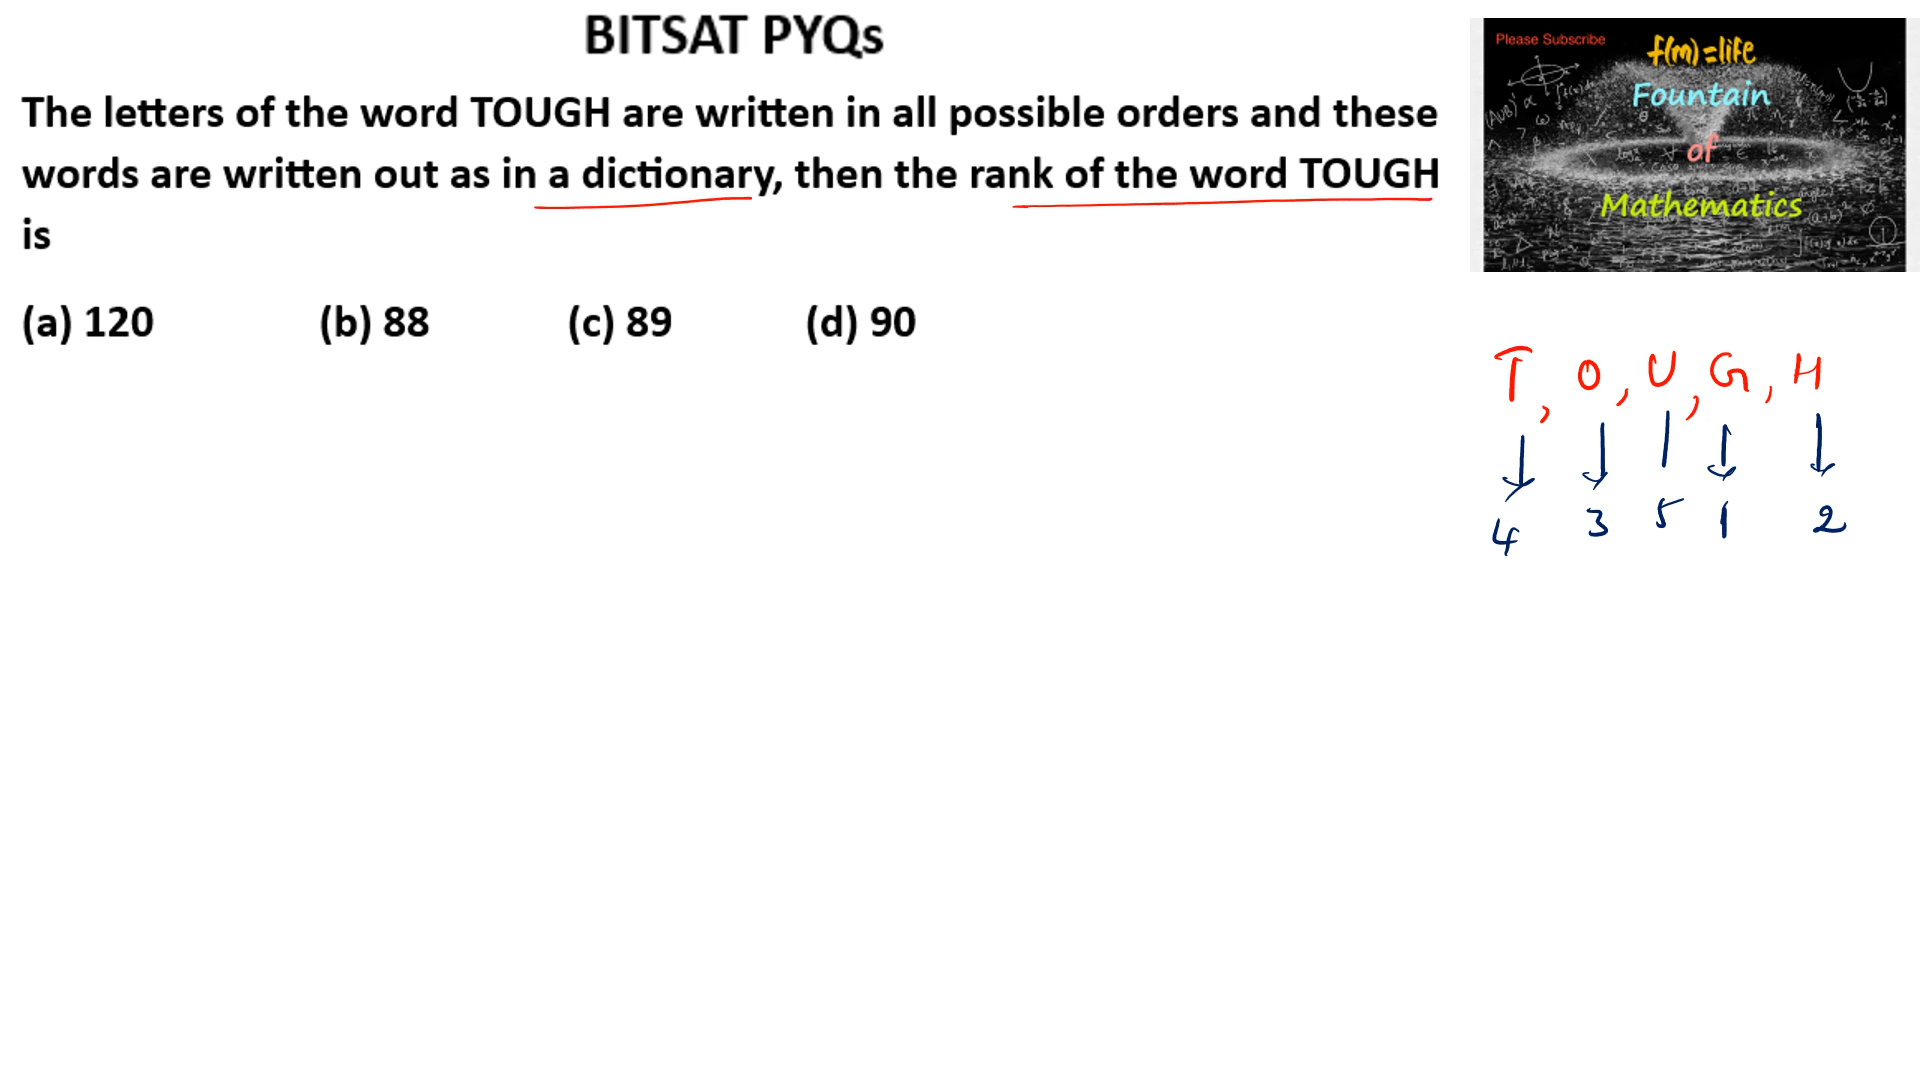 BITSAT PYQs
The letters of the word TOUGH are written in all possible orders and these
words are written out as in a dictionary, then the rank of the word TOUGH
is
(a) 120 (b) 88 (c) 89 (d) 90
Please Subscribe
f(m)=life
Fountain
of
Mathematics
T, O, U, G, H
4 3 5 1 2